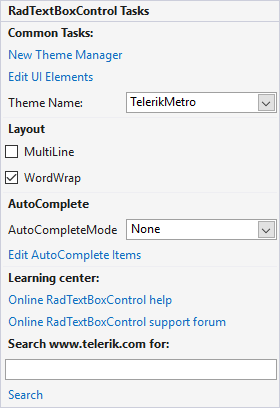 RadTextBoxControl Tasks
Common Tasks:
New Theme Manager
Edit UI Elements
Theme Name: TelerikMetro
Layout
MultiLine
WordWrap
AutoComplete
AutoCompleteMode None
Edit AutoComplete Items
Learning center:
Online RadTextBoxControl help
Online RadTextBoxControl support forum
Search www.telerik.com for:
Search